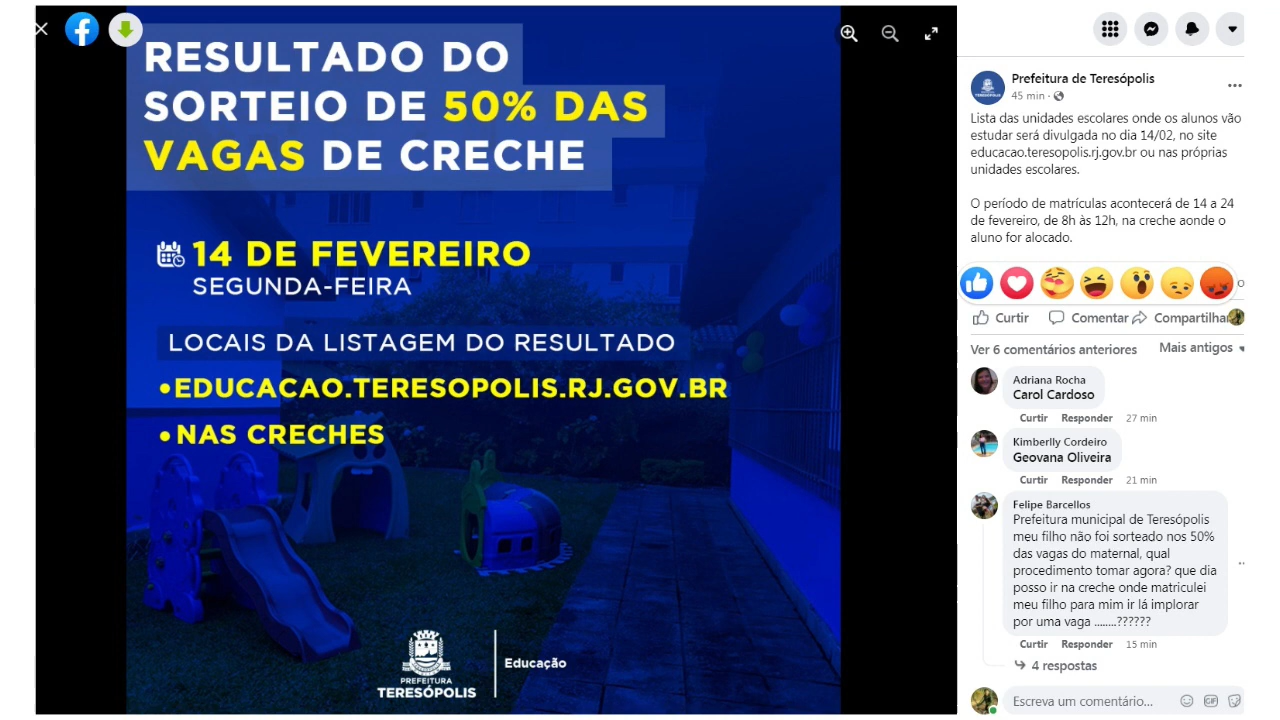 RESULTADO DO
SORTEIO DE 50% DAS
VAGAS DE CRECHE
14 DE FEVEREIRO
SEGUNDA-FEIRA
LOCAIS DA LISTAGEM DO RESULTADO
•EDUCACAO.TERESOPOLIS.RJ.GOV.BR
•NAS CRECHES
PREFEITURA
TERESÓPOLIS
Educação
Prefeitura de Teresópolis
45 min ·
Lista das unidades escolares onde os alunos vão
estudar será divulgada no dia 14/02, no site
educacao.teresopolis.rj.gov.br ou nas próprias
unidades escolares.
O período de matrículas acontecerá de 14 a 24
de fevereiro, de 8h às 12h, na creche aonde o
aluno for alocado.
Curtir Comentar Compartilha
Ver 6 comentários anteriores Mais antigos
Adriana Rocha
Carol Cardoso
Curtir Responder 27 min
Kimberlly Cordeiro
Geovana Oliveira
Curtir Responder 21 min
Felipe Barcellos
Prefeitura municipal de Teresópolis
meu filho não foi sorteado nos 50%
das vagas do maternal, qual
procedimento tomar agora? que dia
posso ir na creche onde matriculei
meu filho para mim ir lá implorar
por uma vaga ........??????
Curtir Responder 15 min
4 respostas
Escreva um comentário... GIF